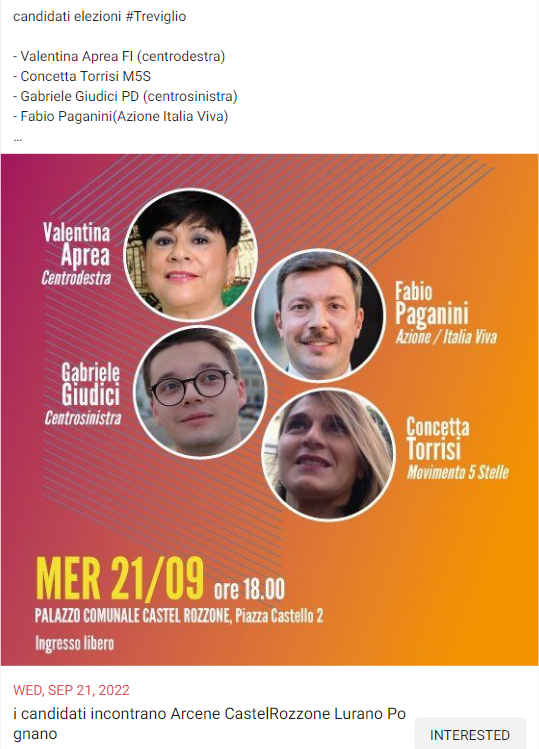 candidati elezioni #Treviglio
- Valentina Aprea FI (centrodestra)
- Concetta Torrisi M5S
- Gabriele Giudici PD (centrosinistra)
- Fabio Paganini(Azione Italia Viva)
...
Valentina
Aprea
Centrodestra
Fabio
Paganini
Azione / Italia Viva
Gabriele
Giudici
Centrosinistra
Concetta
Torrisi
Movimento 5 Stelle
MER 21/09 ore 18.00
PALAZZO COMUNALE CASTEL ROZZONE, Piazza Castello 2
Ingresso libero
WED, SEP 21, 2022
i candidati incontrano Arcene CastelRozzone Lurano Po
gnano
INTERESTED